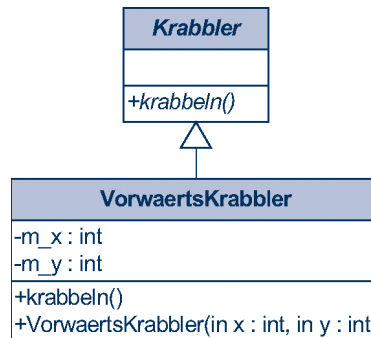 Krabbler
+krabbeln()
VorwaertsKrabbler
-m_x : int
-m_y : int
+krabbeln()
+VorwaertsKrabbler(in x : int, in y : int